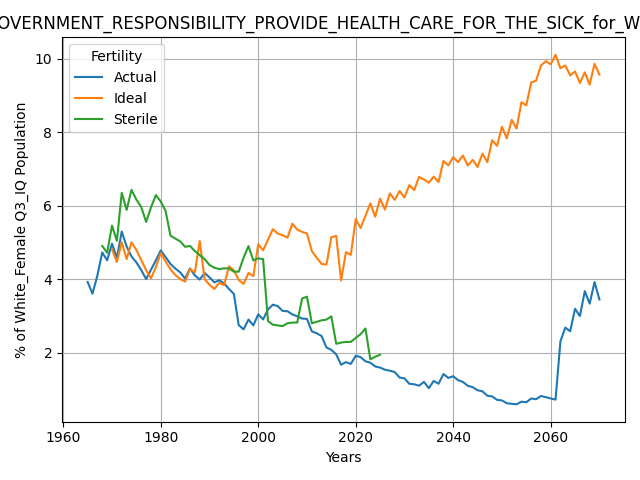 OVERNMENT_RESPONSIBILITY_PROVIDE_HEALTH_CARE_FOR_THE_SICK_for_W
Fertility
Actual
Ideal
Sterile
% of White_Female Q3_IQ Population
10
8
6
4
2
1960 1980 2000 2020 2040 2060
Years